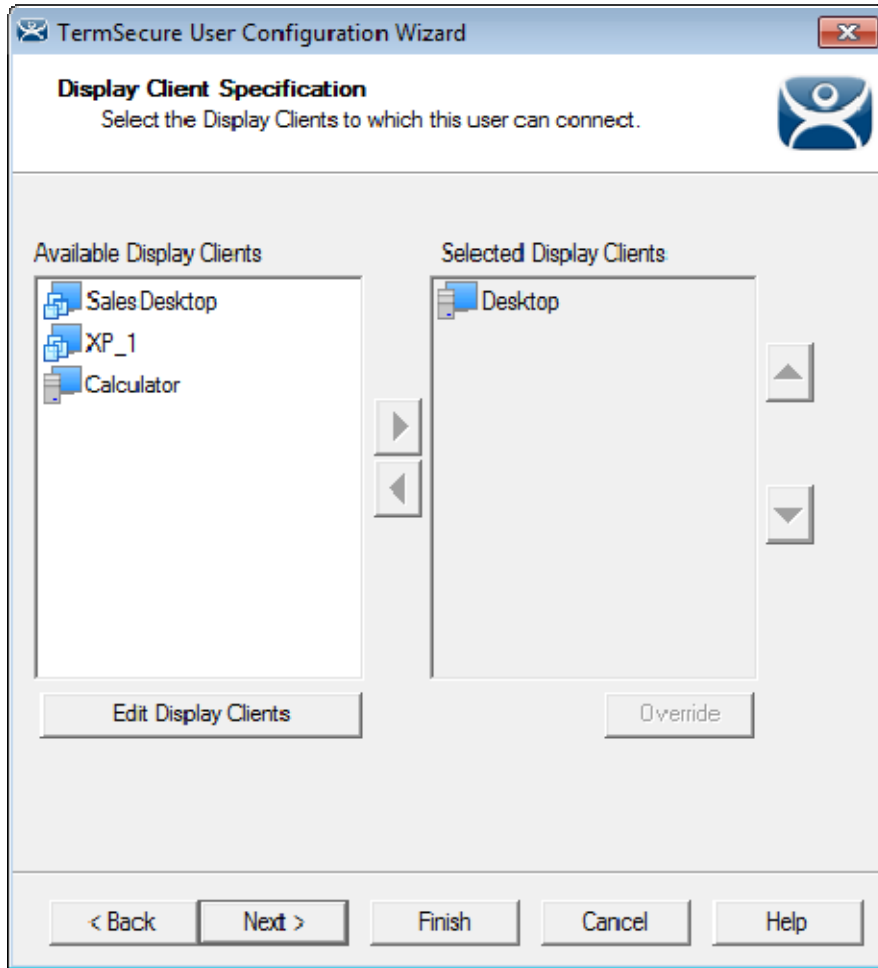 TermSecure User Configuration Wizard
Display Client Specification
Select the Display Clients to which this user can connect.
Available Display Clients
Sales Desktop
XP_1
Calculator
Edit Display Clients
Selected Display Clients
Desktop
Override
< Back
Next >
Finish
Cancel
Help